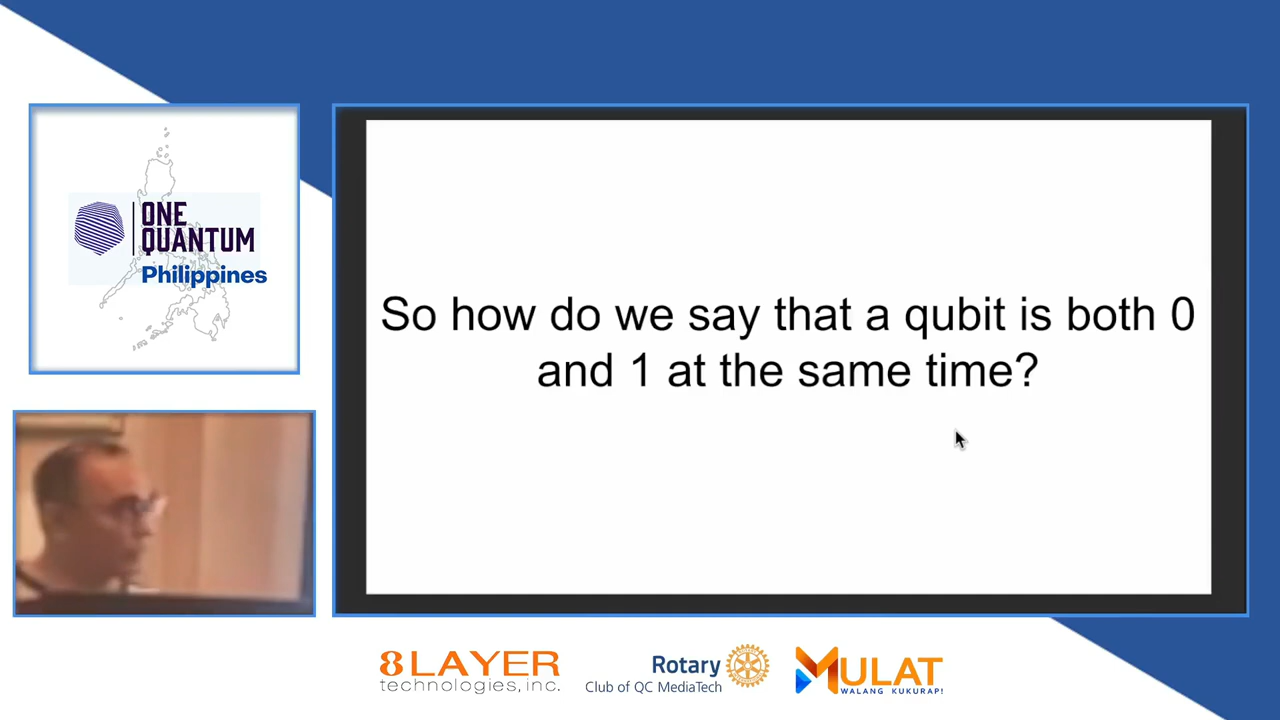 ONE
QUANTUM
Philippines
So how do we say that a qubit is both 0
and 1 at the same time?
8LAYER
technologies, inc.
Rotary
Club of QC MediaTech
MULAT
WALANG KUKURAP!